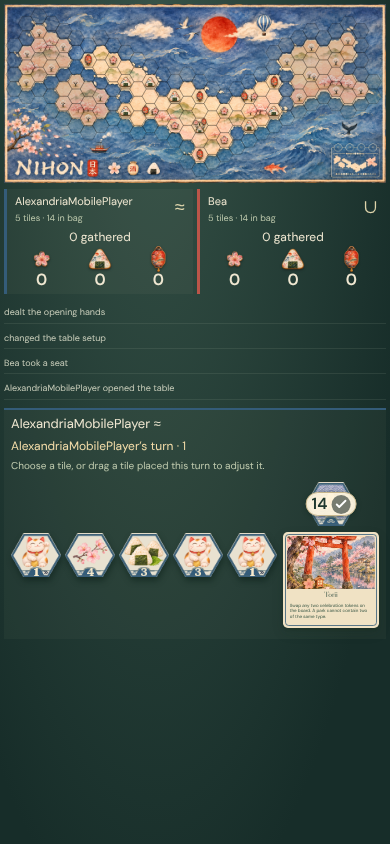 NIHON
日本
AlexandriaMobilePlayer
≈
5 tiles · 14 in bag
0 gathered
0 0 0
Bea
5 tiles · 14 in bag
0 gathered
0 0 0
dealt the opening hands
changed the table setup
Bea took a seat
AlexandriaMobilePlayer opened the table
AlexandriaMobilePlayer ≈
AlexandriaMobilePlayer's turn · 1
Choose a tile, or drag a tile placed this turn to adjust it.
14
1 4 3 3 1
Torii
Swap any two celebration tokens on
the board. A park cannot contain two
of the same type.